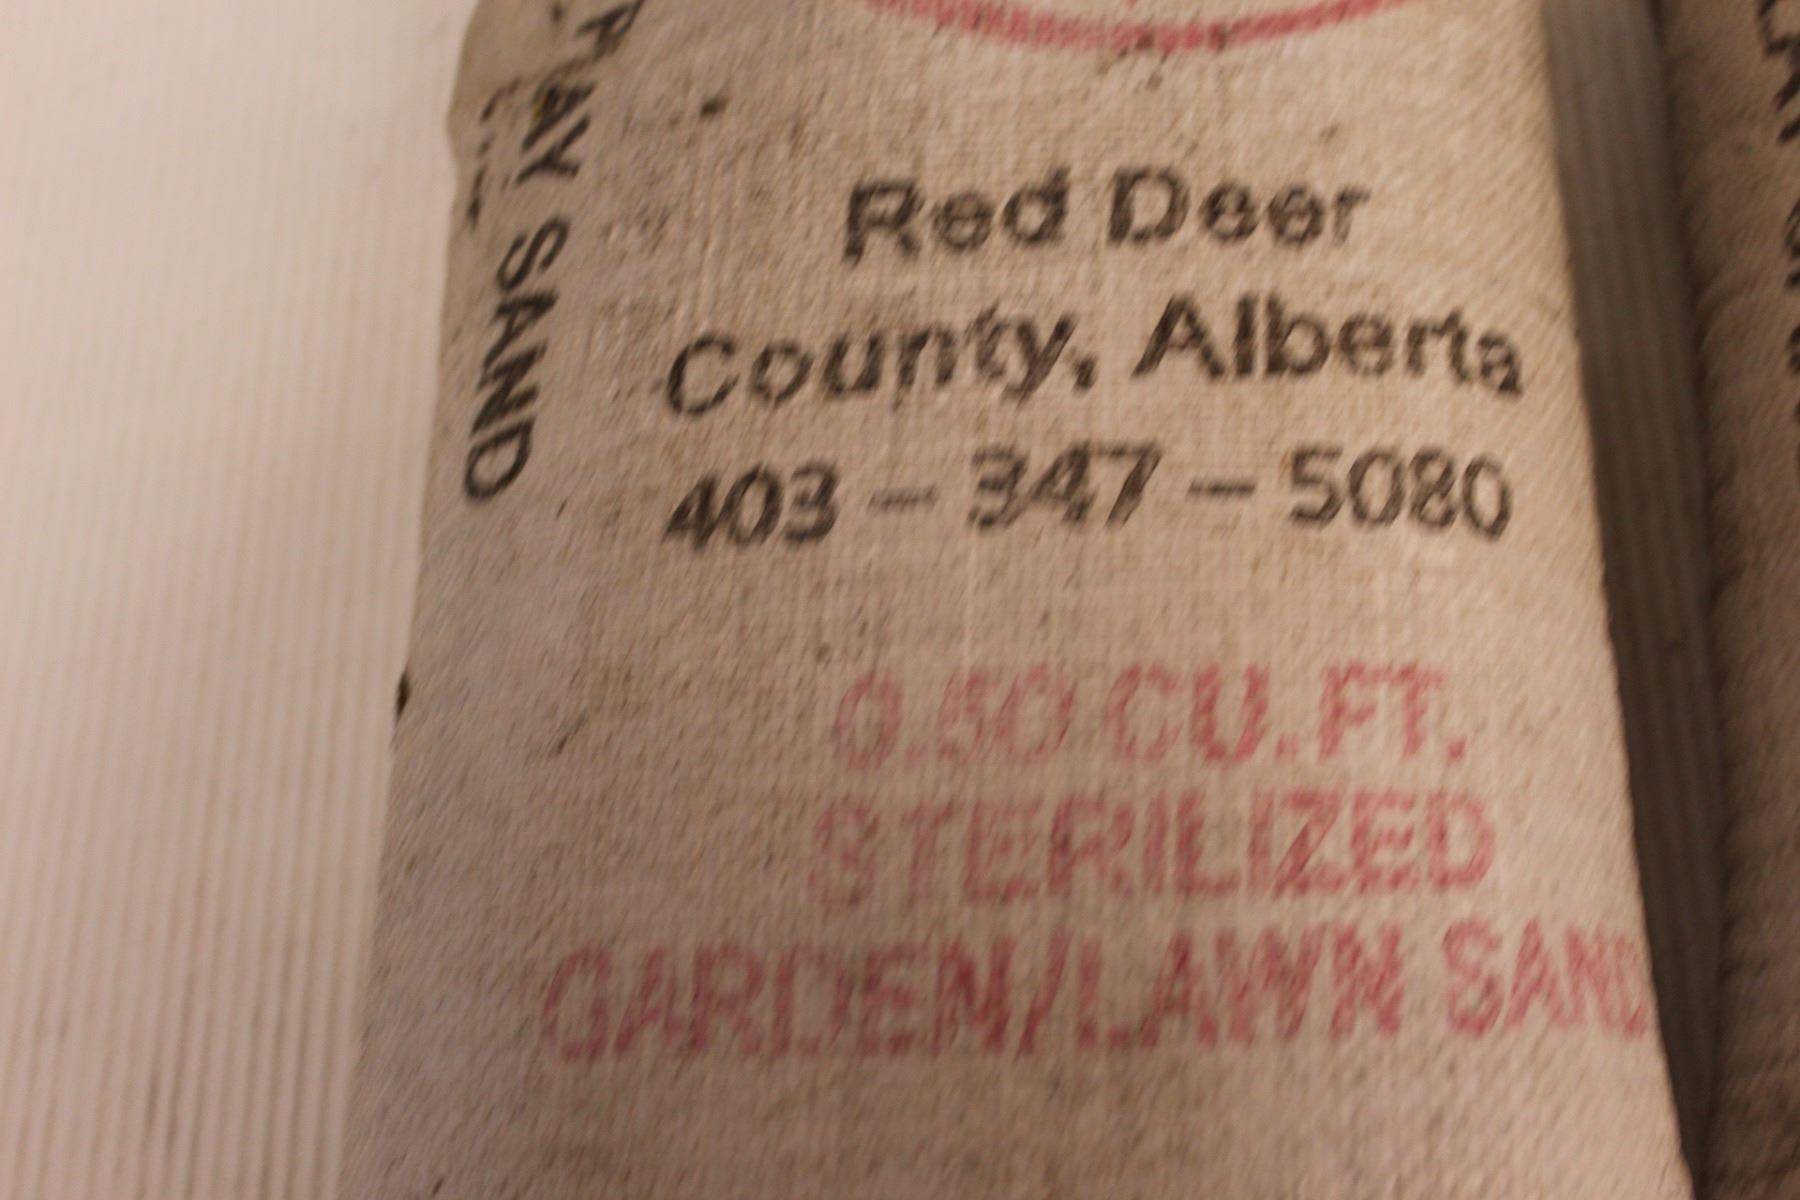 SAND
Red Deer
County, Alberta
403 – 347 – 5080
0.50 CU.FT.
STERILIZED
GARDEN/LAWN SAND